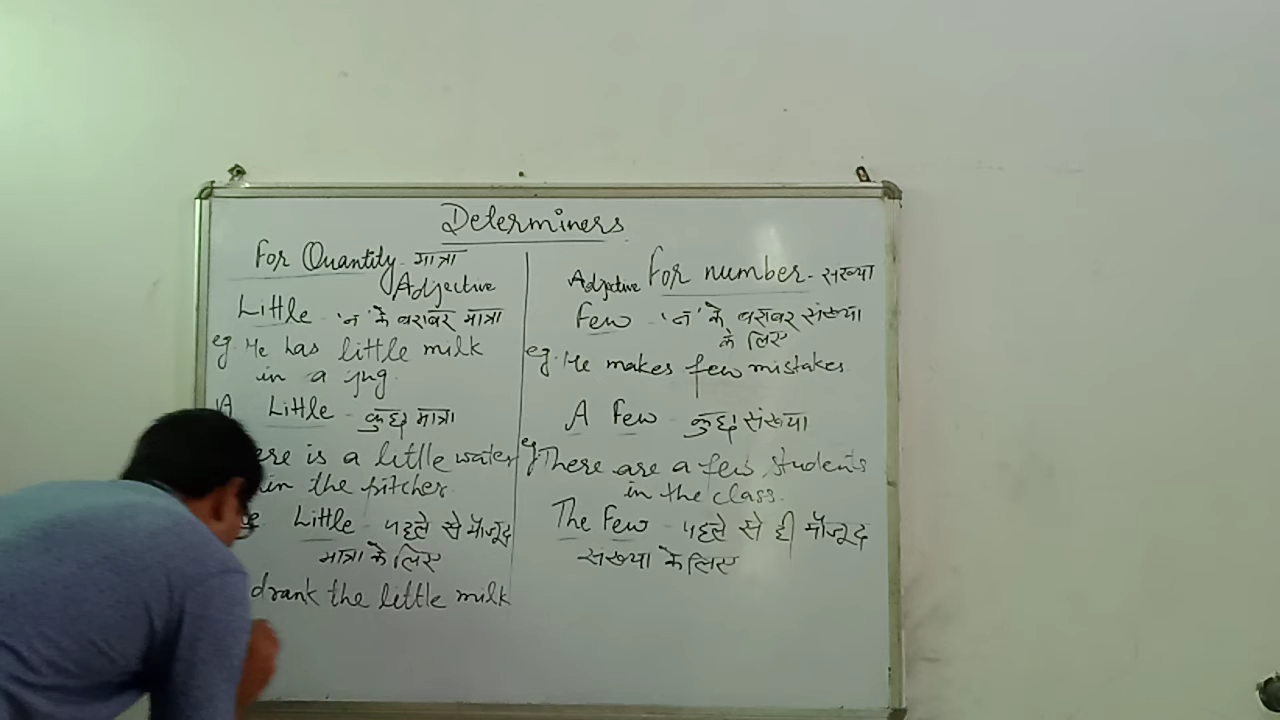 Determiners
For Quantity - मात्रा
Adjective
Little - 'न' के बराबर मात्रा
eg. He has little milk
in a jug.
A Little - कुछ मात्रा
is a little water
in the pitcher.
Little - पहले से मौजूद
मात्रा के लिए
drank the little milk
Adjective For number - संख्या
Few - 'न' के बराबर संख्या
के लिए
eg. He makes few mistakes
A Few - कुछ संख्या
eg There are a few students
in the class.
The Few - पहले से ही मौजूद
संख्या के लिए